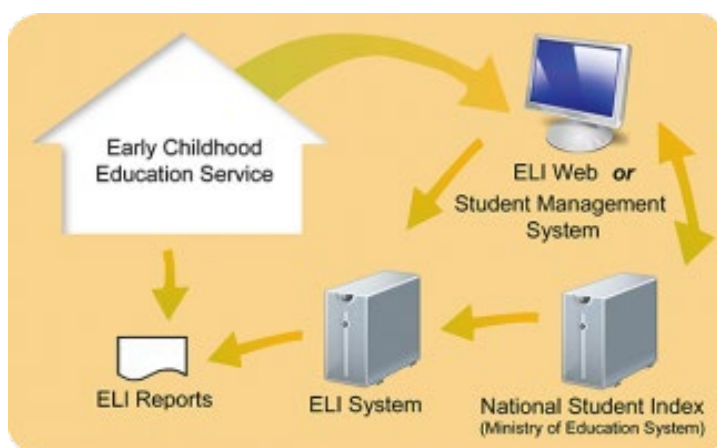 Early Childhood
Education Service
ELI Web or
Student Management
System
ELI Reports
ELI System
National Student Index
(Ministry of Education System)